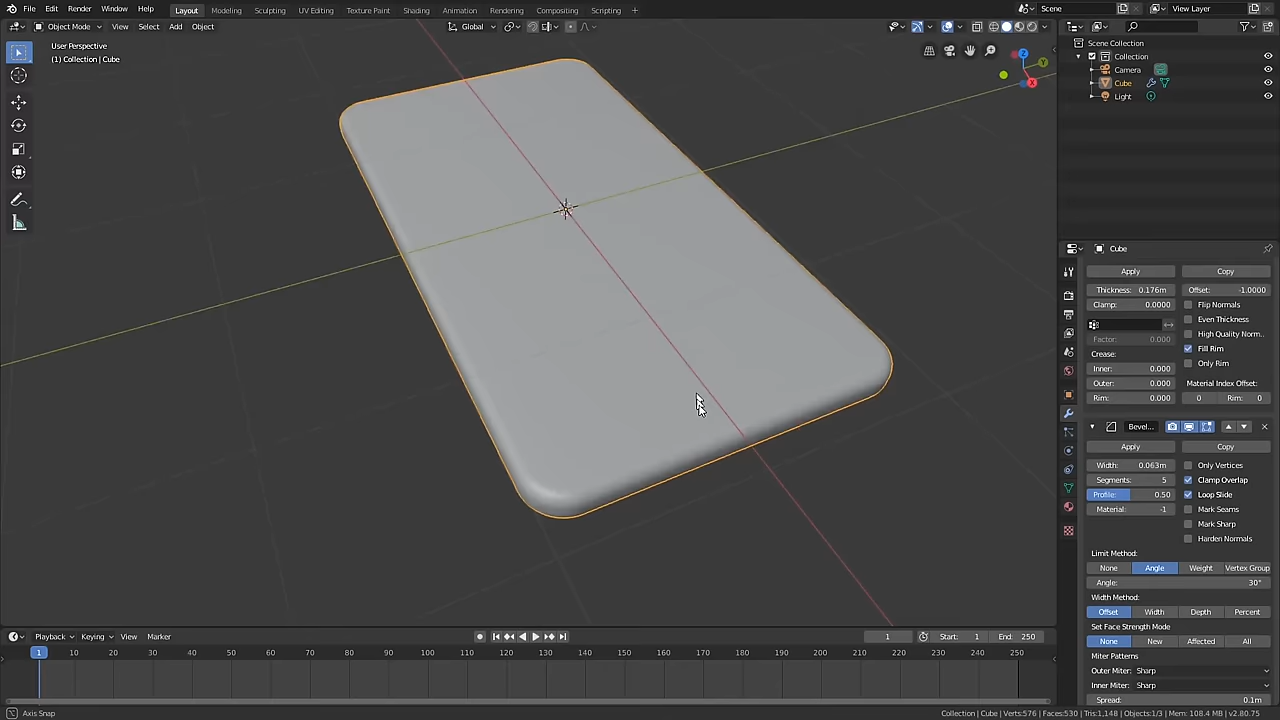 File Edit Render Window Help Layout Modeling Sculpting UV Editing Texture Paint Shading Animation Rendering Compositing Scripting + Scene View Layer
Object Mode View Select Add Object Global
User Perspective
(1) Collection | Cube
Z
Y
X
Scene Collection
Collection
Camera
Cube
Light
Cube
Apply Copy
Thickness: 0.176m Offset: -1.0000
Clamp: 0.0000 Flip Normals
Even Thickness
High Quality Norm..
Factor: 0.000 Fill Rim
Crease: Only Rim
Inner: 0.000
Outer: 0.000 Material Index Offset:
Rim: 0.000 0 Rim: 0
Bevel...
Apply Copy
Width: 0.063m Only Vertices
Segments: 5 Clamp Overlap
Profile: 0.50 Loop Slide
Material: -1 Mark Seams
Mark Sharp
Harden Normals
Limit Method:
None Angle Weight Vertex Group
Angle: 30°
Width Method:
Offset Width Depth Percent
Set Face Strength Mode
None New Affected All
Miter Patterns
Outer Miter: Sharp
Inner Miter: Sharp
Spread: 0.1m
Playback Keying View Marker 1 Start: 1 End: 250
1 10 20 30 40 50 60 70 80 90 100 110 120 130 140 150 160 170 180 190 200 210 220 230 240 250
Axis Snap Collection | Cube | Verts:576 | Faces:530 | Tris:1,148 | Objects:1/3 | Mem: 108.4 MB | v2.80.75